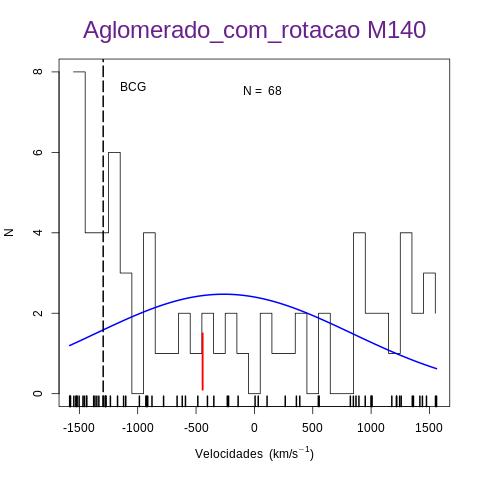 Aglomerado_com_rotacao M140
8
BCG
N = 68
6
N
4
2
0
-1500 -1000 -500 0 500 1000 1500
Velocidades (km/s⁻¹)